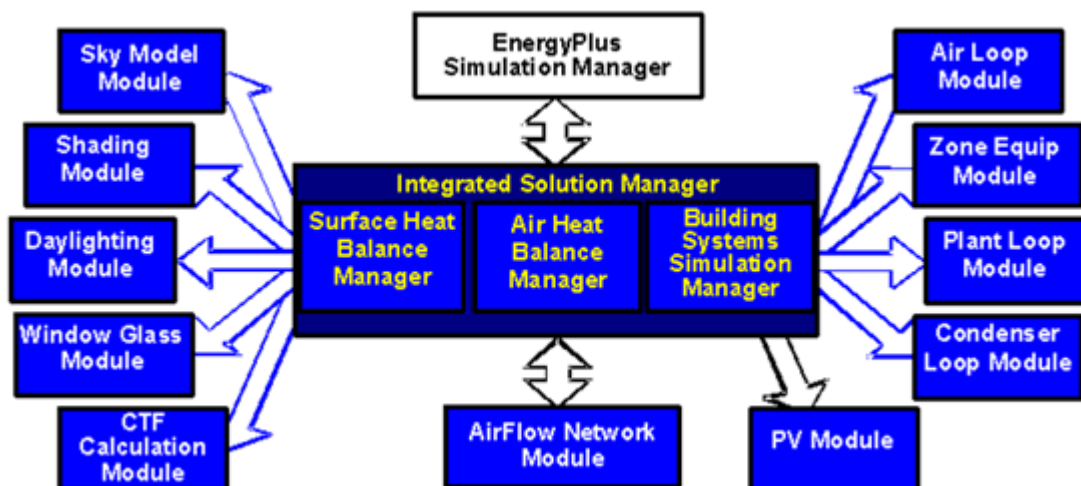 EnergyPlus
Simulation Manager
Sky Model
Module
Shading
Module
Daylighting
Module
Window Glass
Module
CTF
Calculation
Module
Integrated Solution Manager
Surface Heat
Balance
Manager
Air Heat
Balance
Manager
Building
Systems
Simulation
Manager
AirFlow Network
Module
PV Module
Air Loop
Module
Zone Equip
Module
Plant Loop
Module
Condenser
Loop Module